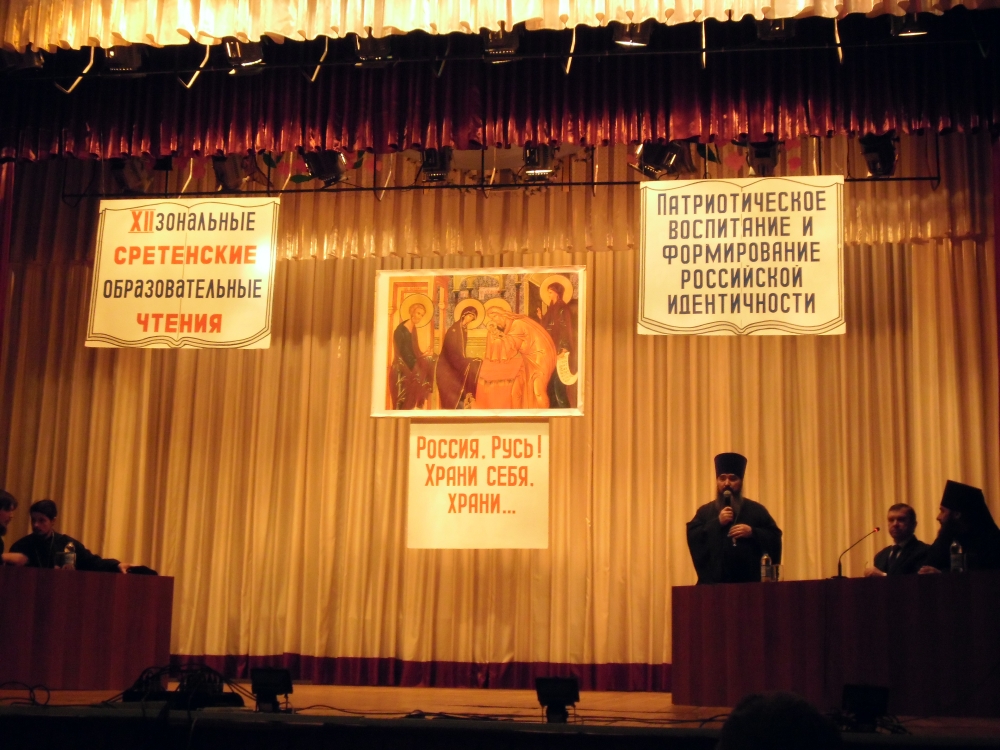 XII зональные
СРЕТЕНСКИЕ
образовательные
ЧТЕНИЯ
Патриотическое
воспитание и
формирование
российской
идентичности
Россия, Русь!
Храни себя,
храни...